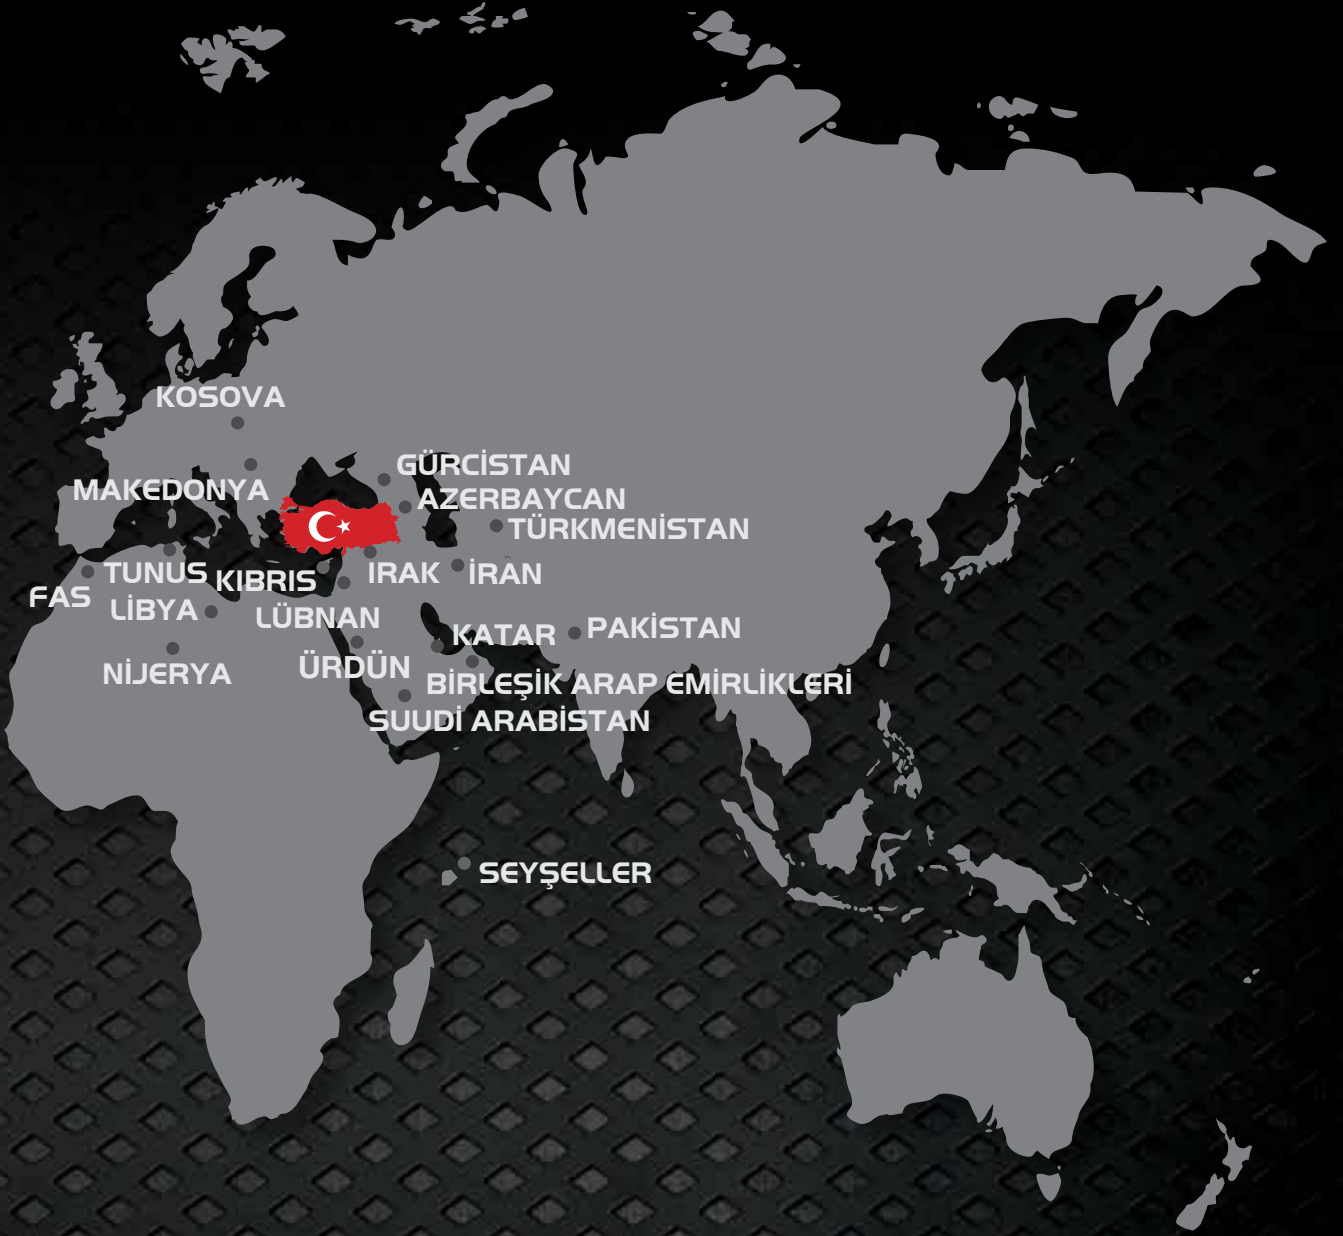 KOSOVA
GÜRCİSTAN
MAKEDONYA
AZERBAYCAN
TÜRKMENİSTAN
TUNUS
KIBRIS
IRAK
İRAN
FAS
LİBYA
LÜBNAN
KATAR
PAKİSTAN
NİJERYA
ÜRDÜN
BİRLEŞİK ARAP EMİRLİKLERİ
SUUDİ ARABİSTAN
SEYŞELLER